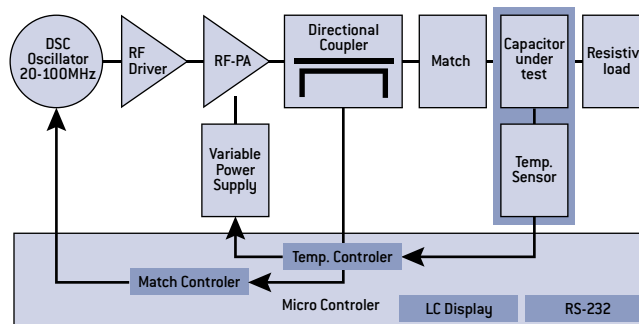 DSC
Oscillator
20-100MHz
RF
Driver
RF-PA
Directional
Coupler
Match
Capacitor
under
test
Resistive
load
Variable
Power
Supply
Temp.
Sensor
Temp. Controler
Match Controler
Micro Controler
LC Display
RS-232